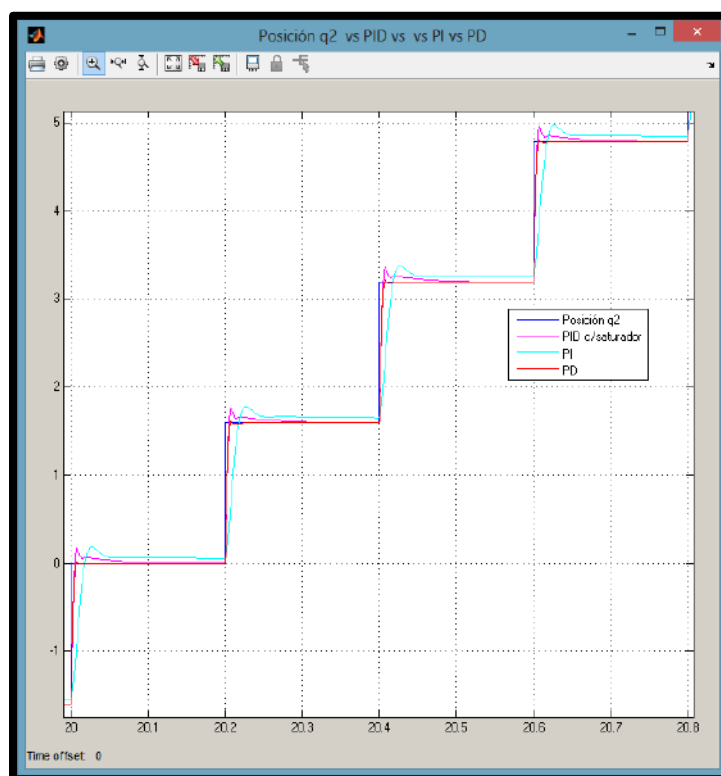 Posición q2 vs PID vs vs PI vs PD
5
4
3
2
1
0
-1
Posición q2
PID c/saturador
PI
PD
20
20.1
20.2
20.3
20.4
20.5
20.6
20.7
20.8
Time offset: 0